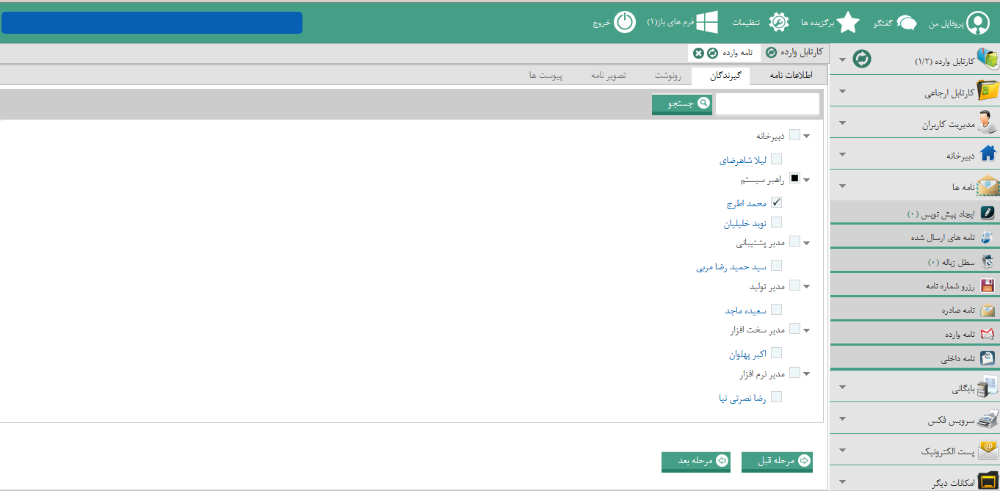 پروفایل من
گفتگو
برگزیده ها
تنظیمات
فرم های باز(۱)
خروج
کارتابل وارده (۱/۲)
کارتابل ارجاعی
مدیریت کاربران
دبیرخانه
نامه ها
ایجاد پیش نویس (۰)
نامه های ارسال شده
سطل زباله (۰)
رزرو شماره نامه
نامه صادره
نامه وارده
نامه داخلی
بایگانی
سرویس فکس
پست الکترونیک
امکانات دیگر
کارتابل وارده
نامه وارده
اطلاعات نامه
گیرندگان
رونوشت
تصویر نامه
پیوست ها
جستجو
دبیرخانه
لیلا شاهرضای
راهبر سیستم
محمد اطرج
نوید خلیلیان
مدیر پشتیبانی
سید حمید رضا مربی
مدیر تولید
سعیده ماجد
مدیر سخت افزار
اکبر پهلوان
مدیر نرم افزار
رضا نصرتی نیا
مرحله قبل
مرحله بعد